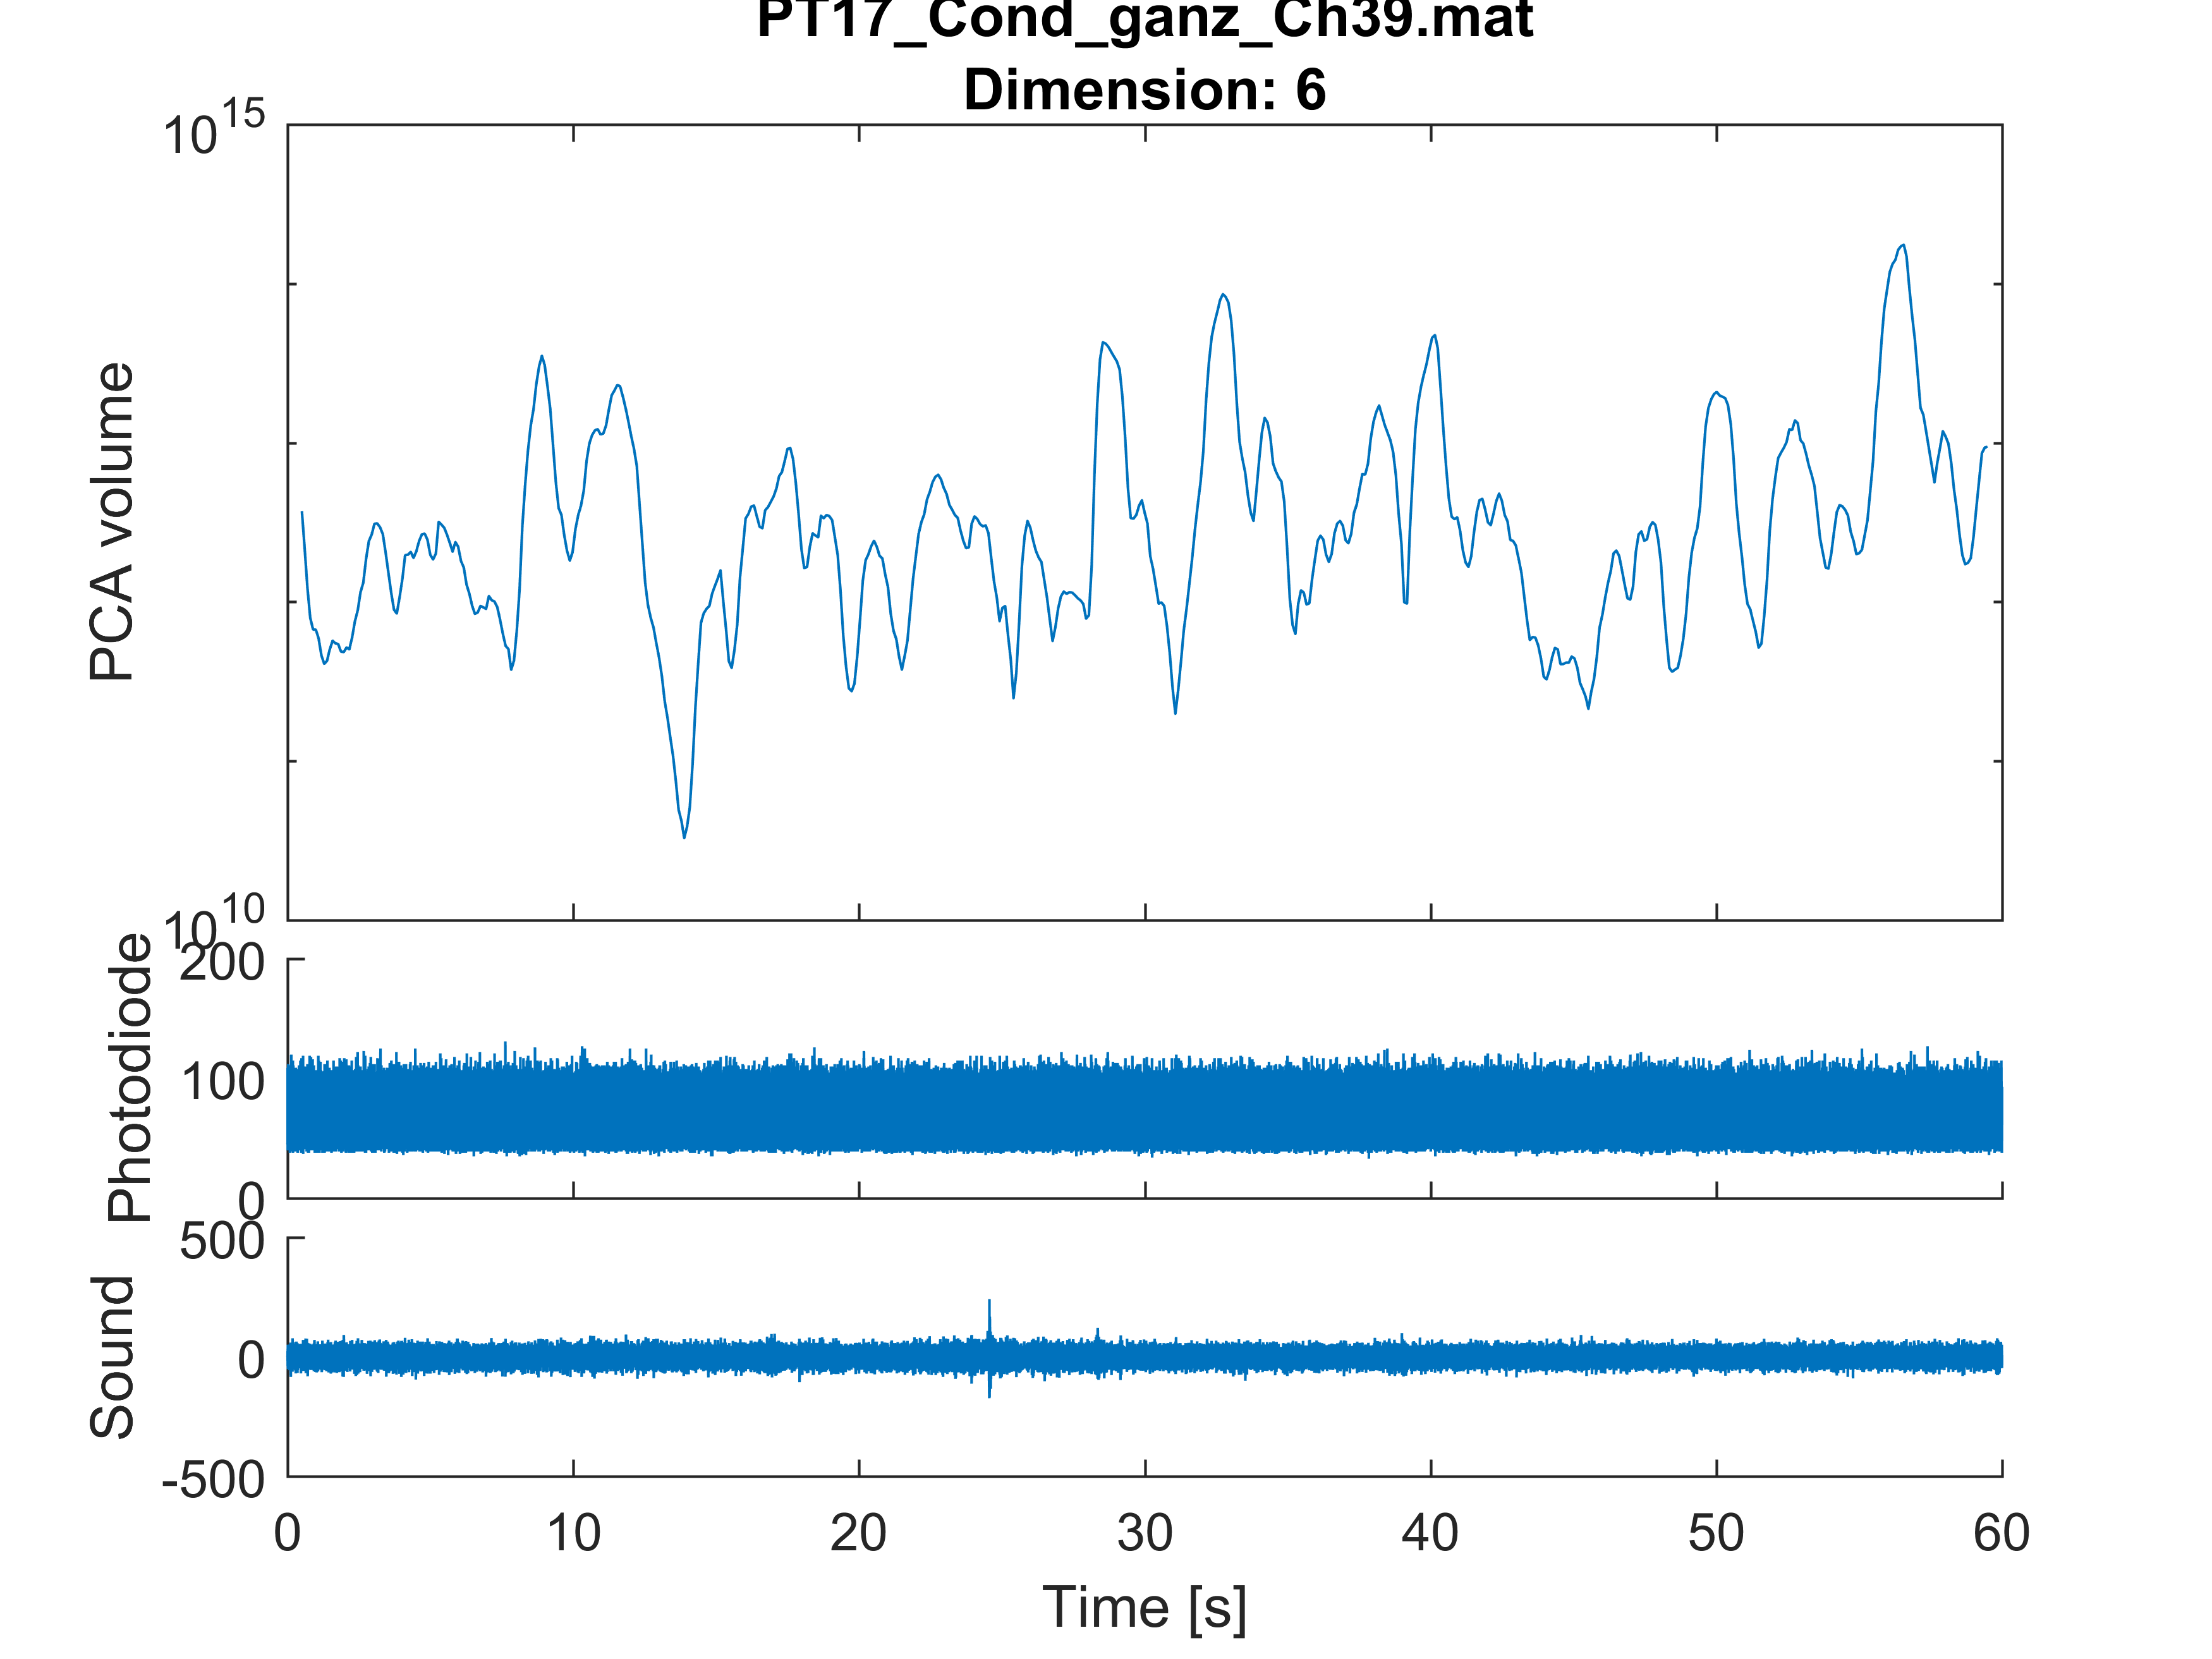 PT17_Cond_ganz_Ch39.mat
Dimension: 6
10^15
PCA volume
10^10
200
Photodiode
100
0
500
Sound
0
-500
0 10 20 30 40 50 60
Time [s]